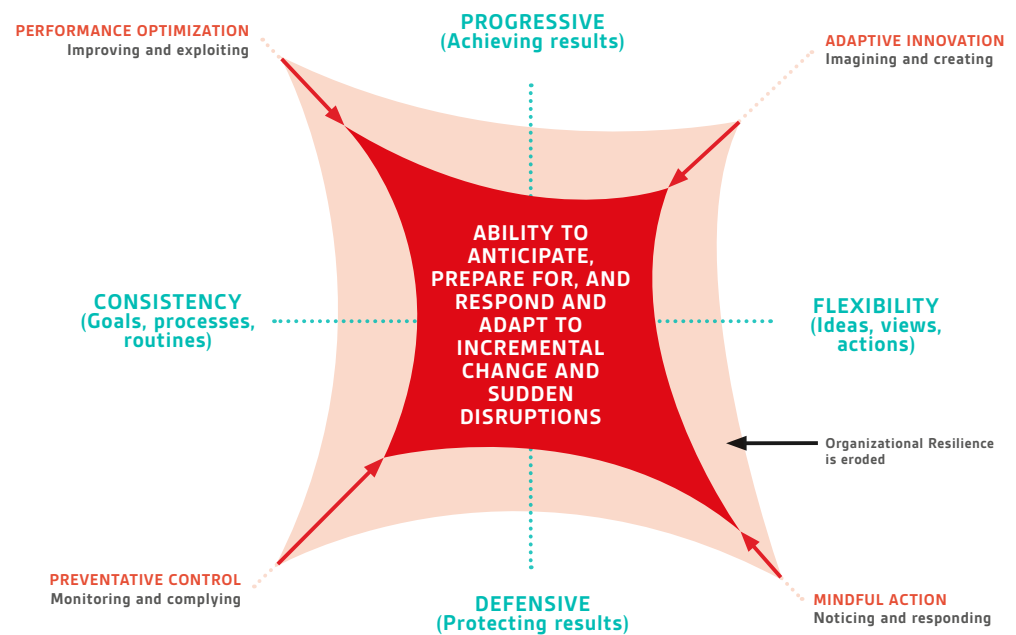 PROGRESSIVE
(Achieving results)
PERFORMANCE OPTIMIZATION
Improving and exploiting
ADAPTIVE INNOVATION
Imagining and creating
ABILITY TO
ANTICIPATE,
PREPARE FOR, AND
RESPOND AND
ADAPT TO
INCREMENTAL
CHANGE AND
SUDDEN
DISRUPTIONS
CONSISTENCY
(Goals, processes,
routines)
FLEXIBILITY
(Ideas, views,
actions)
Organizational Resilience
is eroded
PREVENTATIVE CONTROL
Monitoring and complying
DEFENSIVE
(Protecting results)
MINDFUL ACTION
Noticing and responding